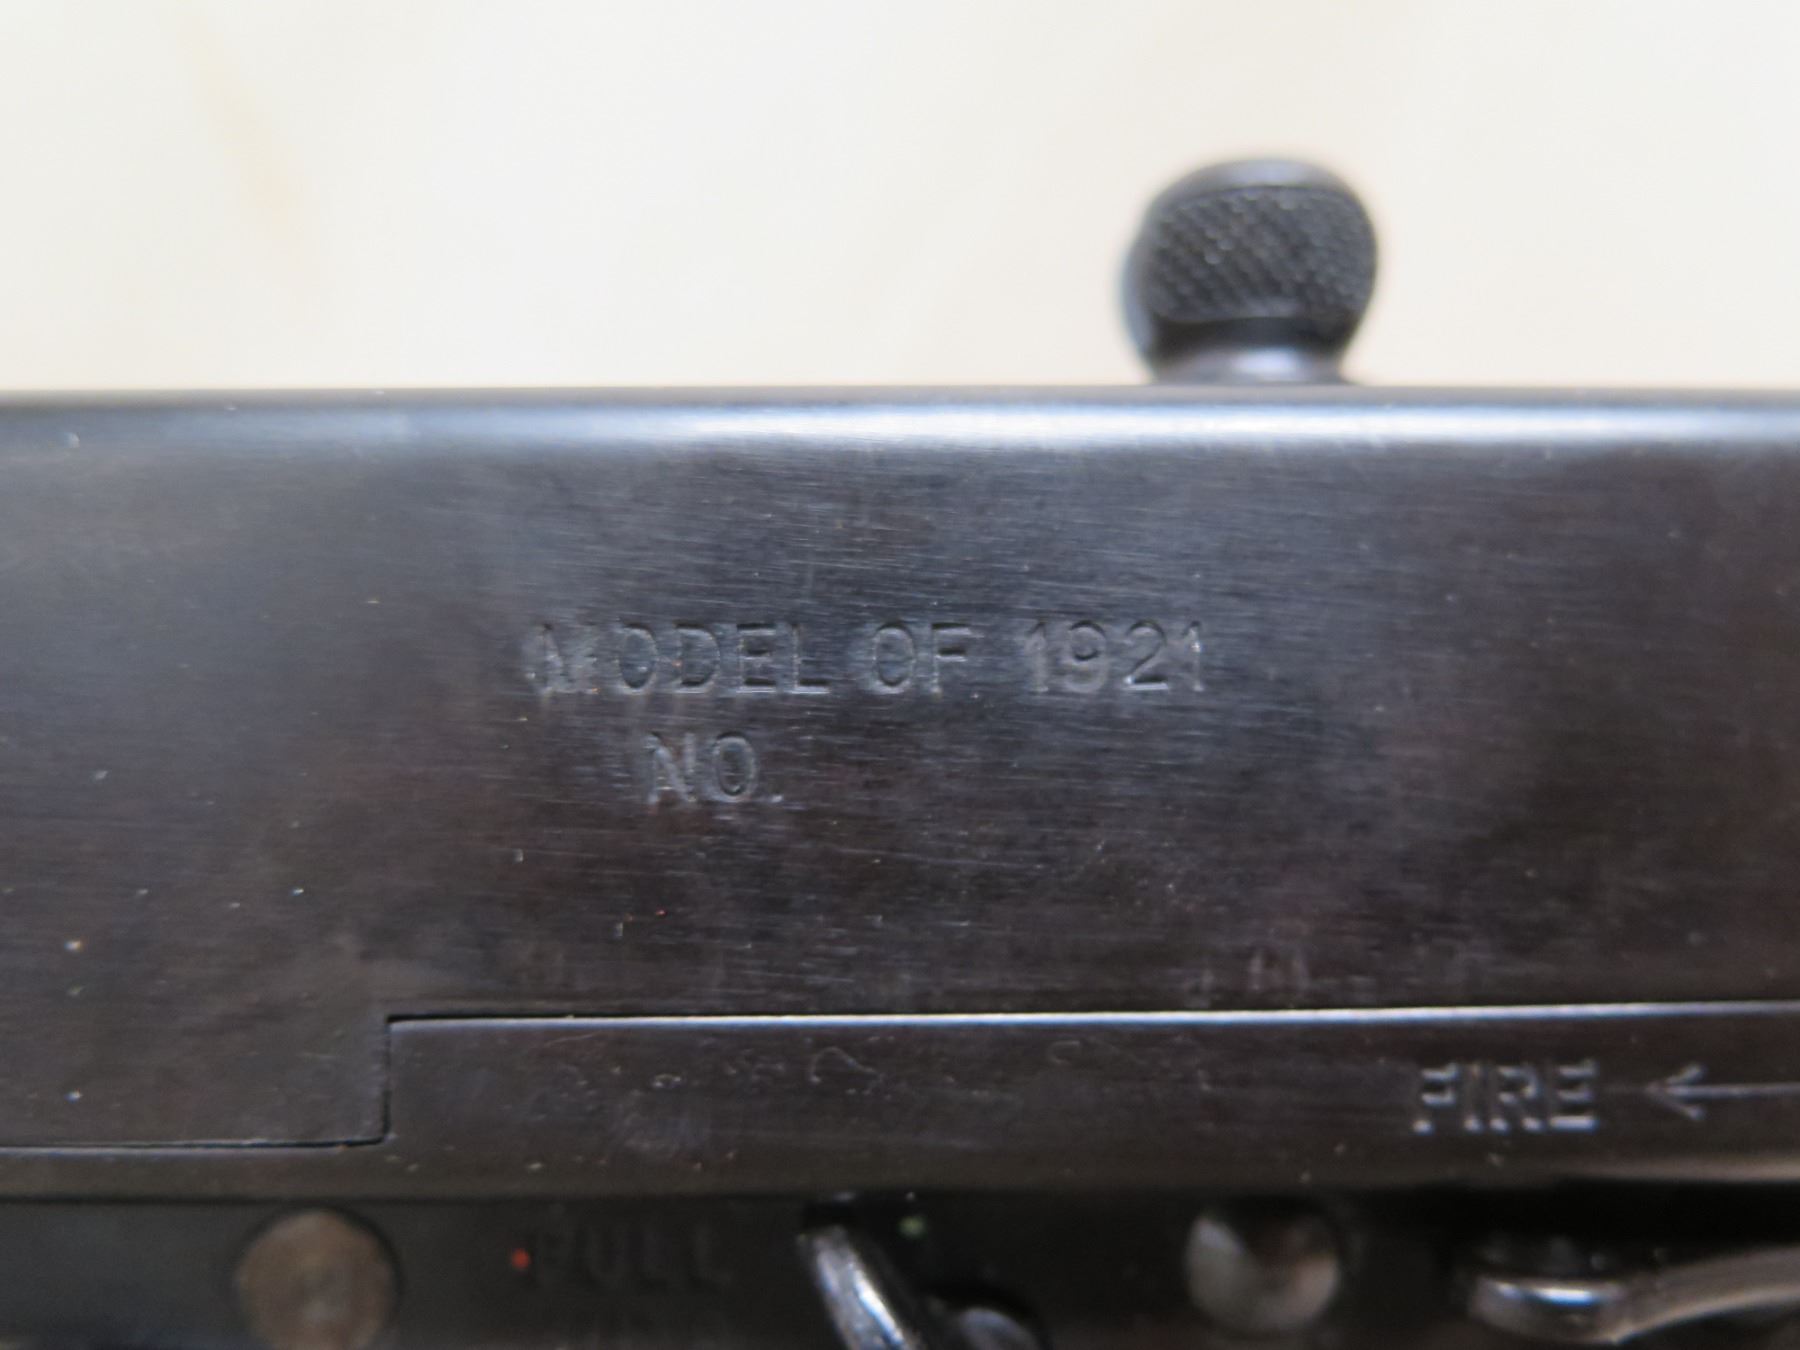 MODEL OF 1921
NO.
FIRE ←
FULL